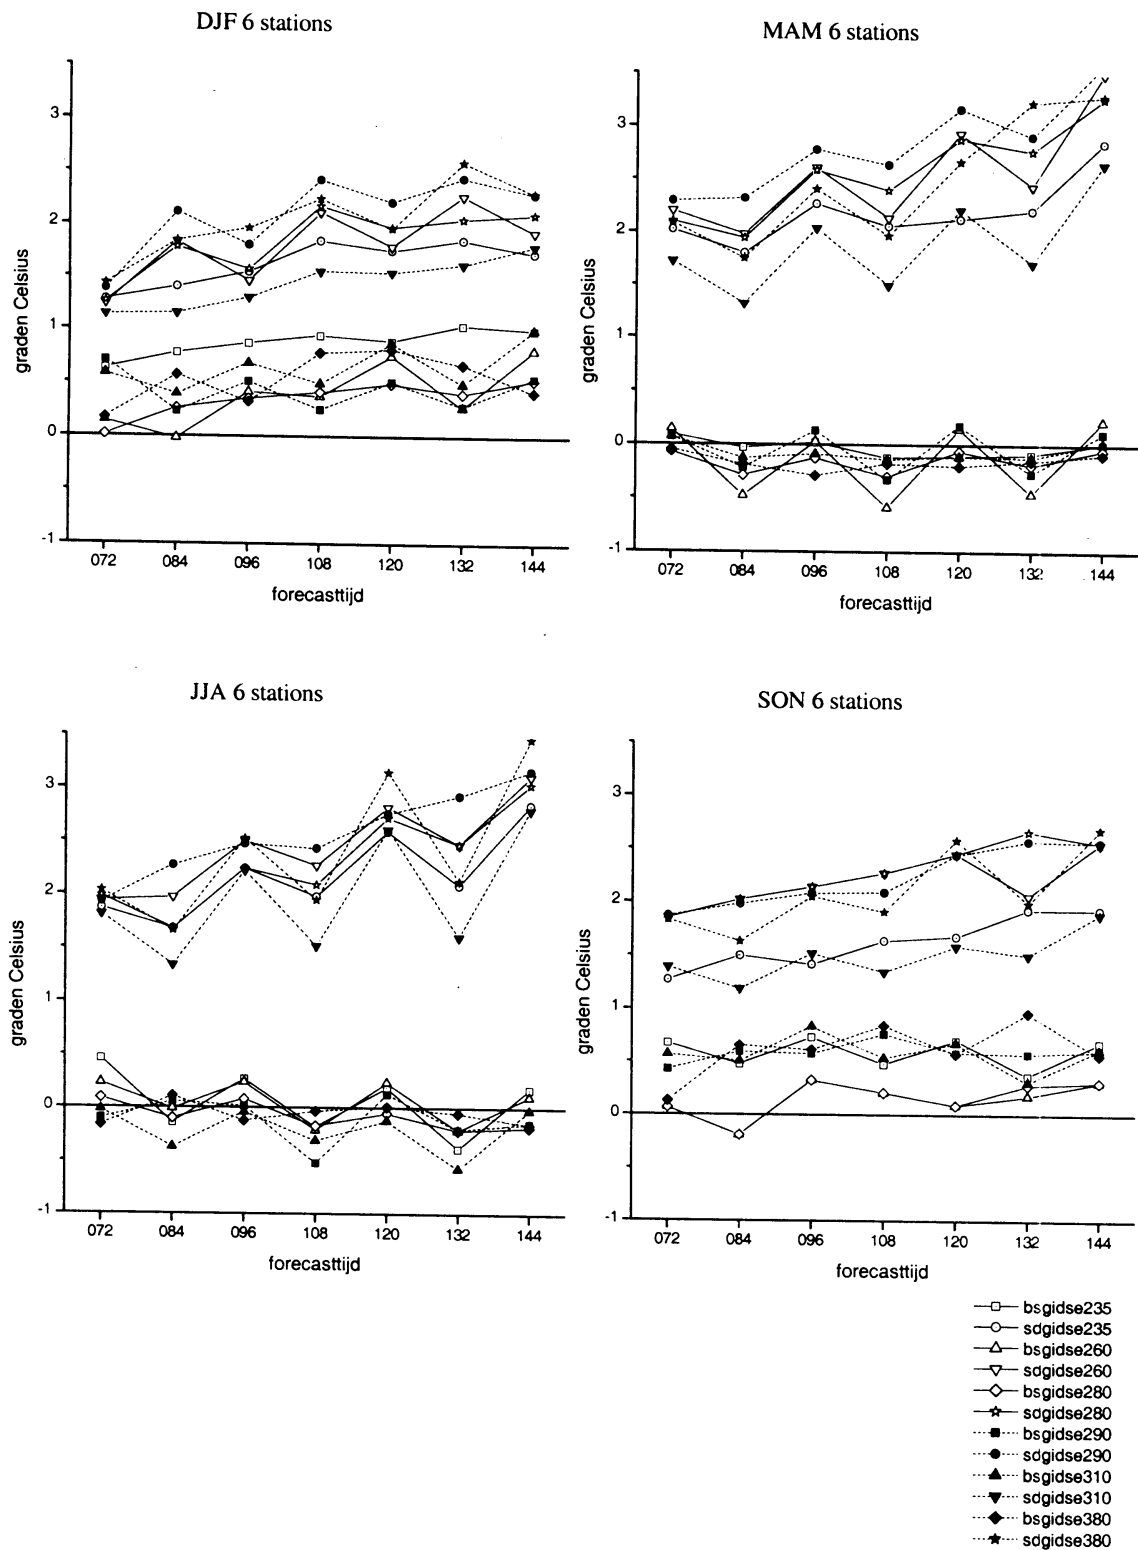 DJF 6 stations
graden Celsius
3
2
1
0
-1
072 084 096 108 120 132 144
forecasttijd
MAM 6 stations
graden Celsius
3
2
1
0
-1
072 084 096 108 120 132 144
forecasttijd
JJA 6 stations
graden Celsius
3
2
1
0
-1
072 084 096 108 120 132 144
forecasttijd
SON 6 stations
graden Celsius
3
2
1
0
-1
072 084 096 108 120 132 144
forecasttijd
bsgidse235
sdgidse235
bsgidse260
sdgidse260
bsgidse280
sdgidse280
bsgidse290
sdgidse290
bsgidse310
sdgidse310
bsgidse380
sdgidse380